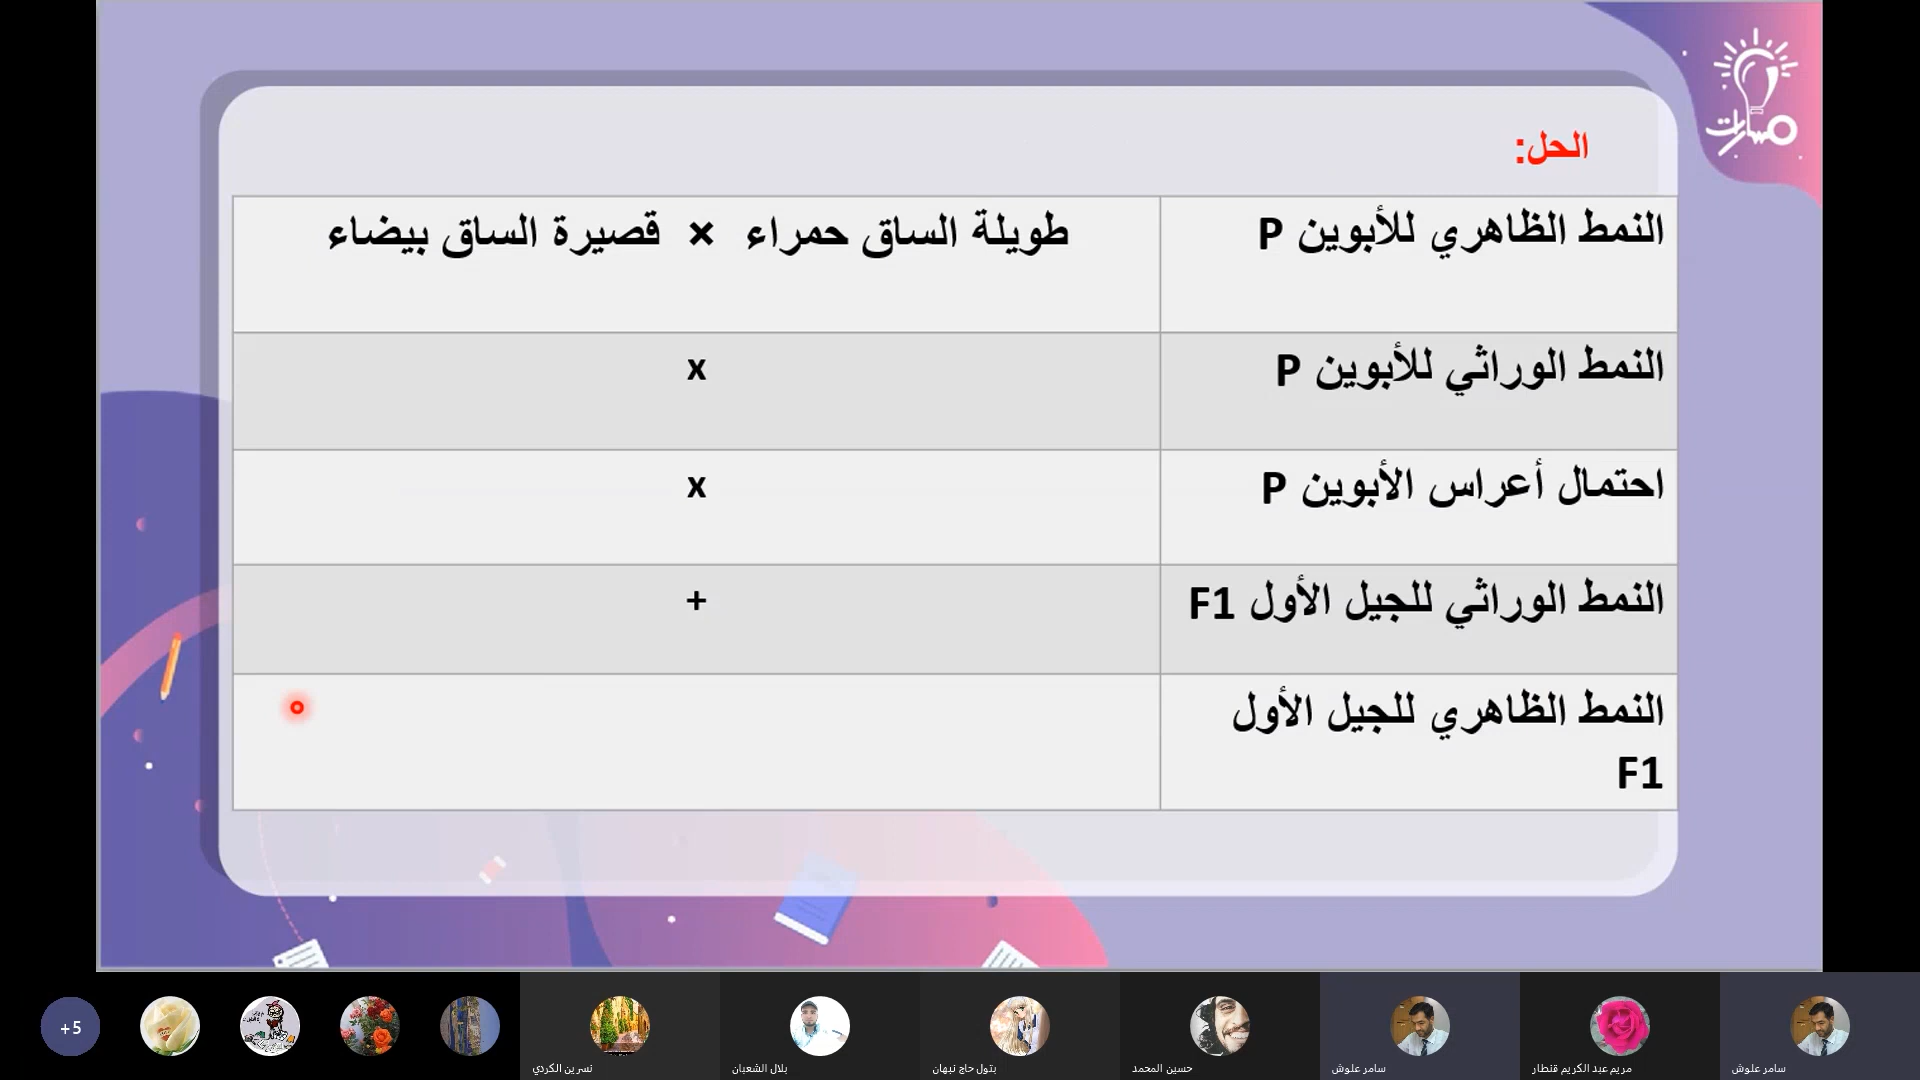 مسارات
الحل:
النمط الظاهري للأبوين P
طويلة الساق حمراء × قصيرة الساق بيضاء
النمط الوراثي للأبوين P
x
احتمال أعراس الأبوين P
x
النمط الوراثي للجيل الأول F1
+
النمط الظاهري للجيل الأول
F1
+5
نسرين الكردي
بلال الشعبان
بتول حاج نبهان
حسين المحمد
سامر علوش
مريم عبد الكريم قنطار
سامر علوش